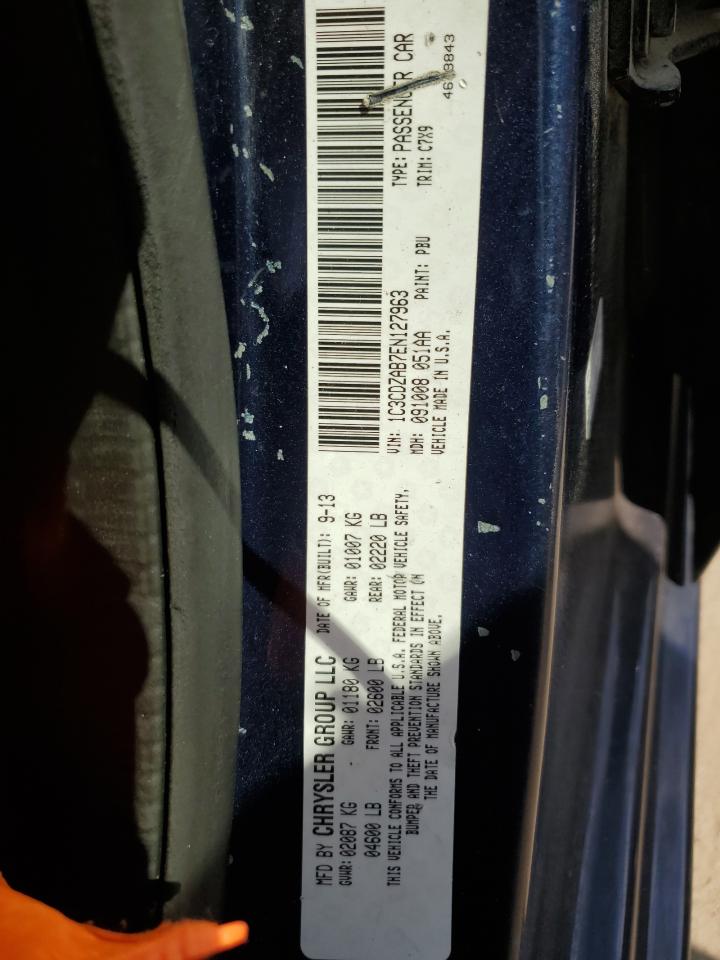 MFD BY CHRYSLER GROUP LLC DATE OF MFR(BUILT): 9-13
GVWR: 02087 KG GAWR: 01180 KG GAWR: 01007 KG
04600 LB FRONT: 02600 LB REAR: 02220 LB
THIS VEHICLE CONFORMS TO ALL APPLICABLE U.S.A. FEDERAL MOTOR VEHICLE SAFETY,
BUMPER AND THEFT PREVENTION STANDARDS IN EFFECT ON
THE DATE OF MANUFACTURE SHOWN ABOVE.
VIN: 1C3CDZAB7EN127963 TYPE: PASSENGER CAR
MDH: 091008 051AA PAINT: PBU TRIM: C7X9
VEHICLE MADE IN U.S.A.